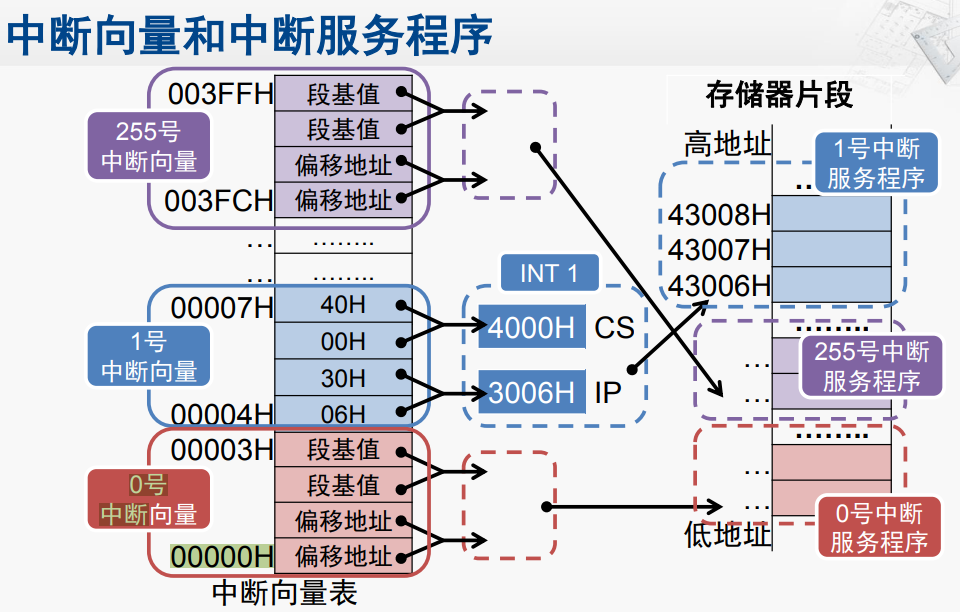 中断向量和中断服务程序
存储器片段
003FFH 段基值
段基值
偏移地址
003FCH 偏移地址
255号
中断向量
… ……..
… ……..
00007H 40H
00H
30H
00004H 06H
1号
中断向量
00003H 段基值
段基值
偏移地址
00000H 偏移地址
0号
中断向量
中断向量表
INT 1
4000H CS
3006H IP
高地址
1号中断
服务程序
..
43008H
43007H
43006H
……..
255号中断
服务程序
…
…
……..
…
…
0号中断
服务程序
低地址